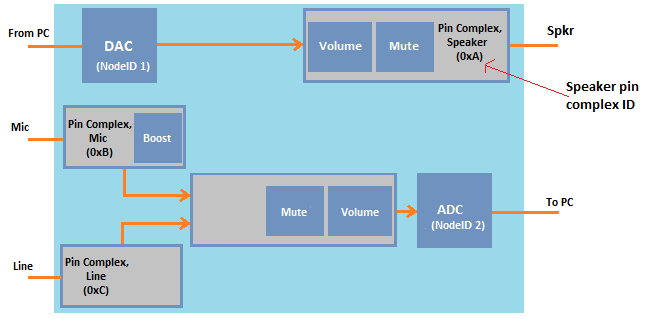 From PC
DAC
(NodeID 1)
Volume
Mute
Pin Complex,
Speaker
(0xA)
Spkr
Speaker pin
complex ID
Mic
Pin Complex,
Mic
(0xB)
Boost
Mute
Volume
ADC
(NodeID 2)
To PC
Line
Pin Complex,
Line
(0xC)